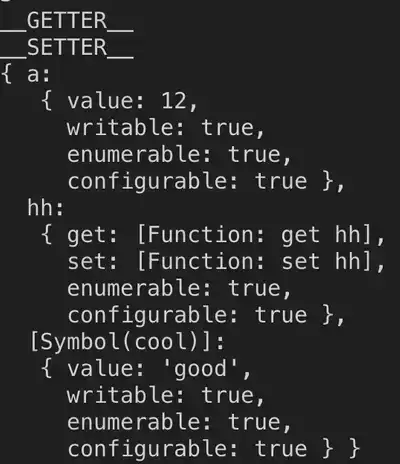 __GETTER__
__SETTER__
{ a:
   { value: 12,
     writable: true,
     enumerable: true,
     configurable: true },
  hh:
   { get: [Function: get hh],
     set: [Function: set hh],
     enumerable: true,
     configurable: true },
  [Symbol(cool)]:
   { value: 'good',
     writable: true,
     enumerable: true,
     configurable: true } }